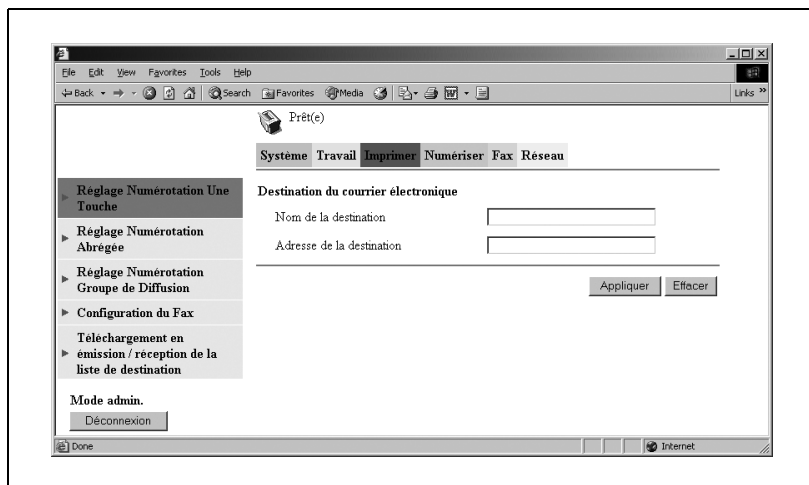 File Edit View Favorites Tools Help
Back Search Favorites Media Links »
Prêt(e)
Système Travail Imprimer Numériser Fax Réseau
Réglage Numérotation Une
Touche
Réglage Numérotation
Abrégée
Réglage Numérotation
Groupe de Diffusion
Configuration du Fax
Téléchargement en
émission / réception de la
liste de destination
Mode admin.
Déconnexion
Destination du courrier électronique
Nom de la destination
Adresse de la destination
Appliquer Effacer
Done Internet